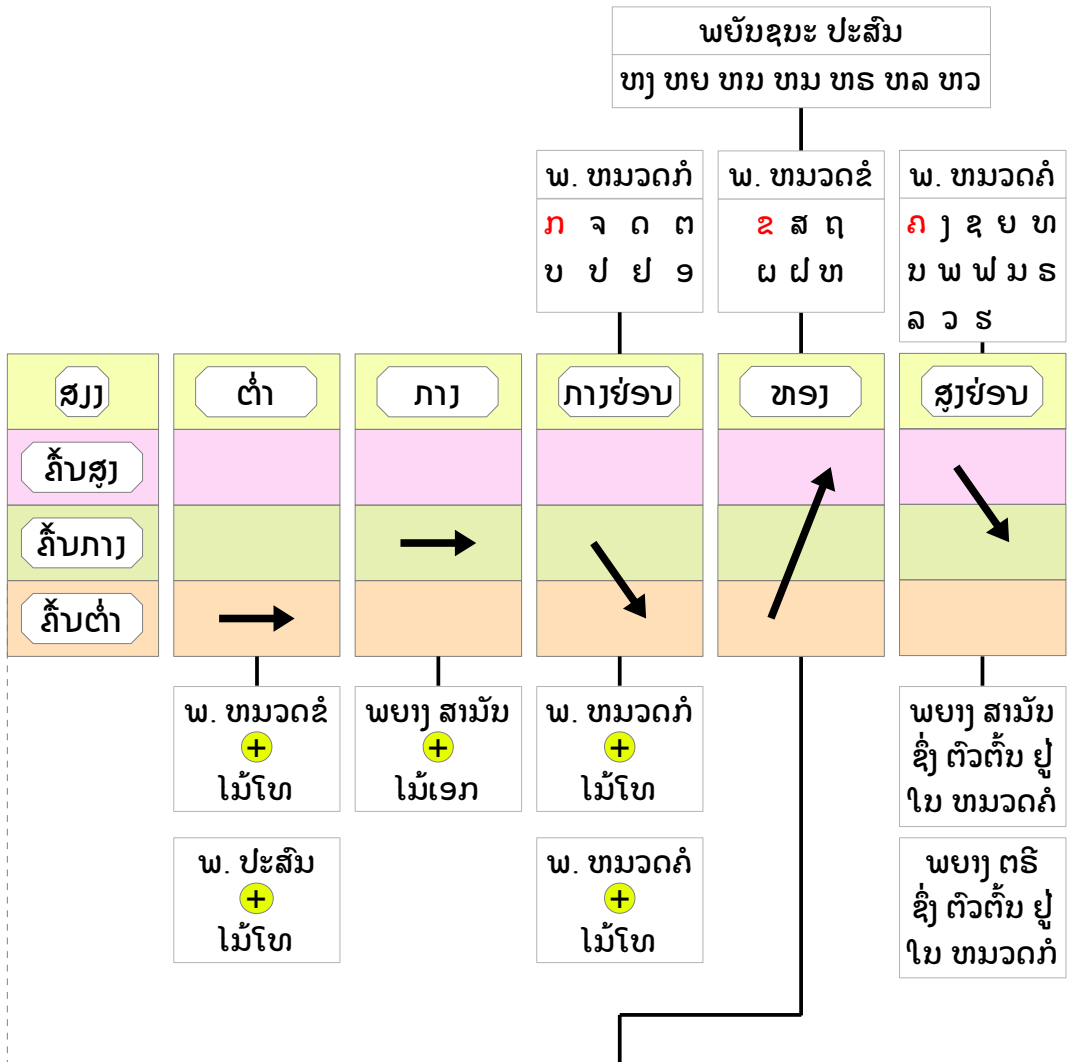 ພຍັນຊນະ ປະສົນ
ຫງ ຫຍ ຫນ ຫມ ຫຣ ຫລ ຫວ
ພ. ຫມວດກໍ
ກ ຈ ດ ຕ
ບ ປ ຢ ອ
ພ. ຫມວດຂໍ
ຂ ສ ຖ
ຜ ຝ ຫ
ພ. ຫມວດຄໍ
ຄ ງ ຊ ຍ ທ
ນ ພ ຟ ມ ຣ
ລ ວ ຮ
ສຽງ
ຕ່ຳ
ກາງ
ກາງຢ່ອນ
ຫອງ
ສູງຢ່ອນ
ຄື້ນສູງ
ຄື້ນກາງ
ຄື້ນຕ່ຳ
ພ. ຫມວດຂໍ
+
ໄມ້ໂທ
ພຍາງ ສາມັນ
+
ໄມ້ເອກ
ພ. ຫມວດກໍ
+
ໄມ້ໂທ
ພຍາງ ສາມັນ
ຊຶ່ງ ຕົວຕົ້ນ ຢູ່
ໃນ ຫມວດຄໍ
ພ. ປະສົມ
+
ໄມ້ໂທ
ພ. ຫມວດຄໍ
+
ໄມ້ໂທ
ພຍາງ ຕຣີ
ຊຶ່ງ ຕົວຕົ້ນ ຢູ່
ໃນ ຫມວດກໍ